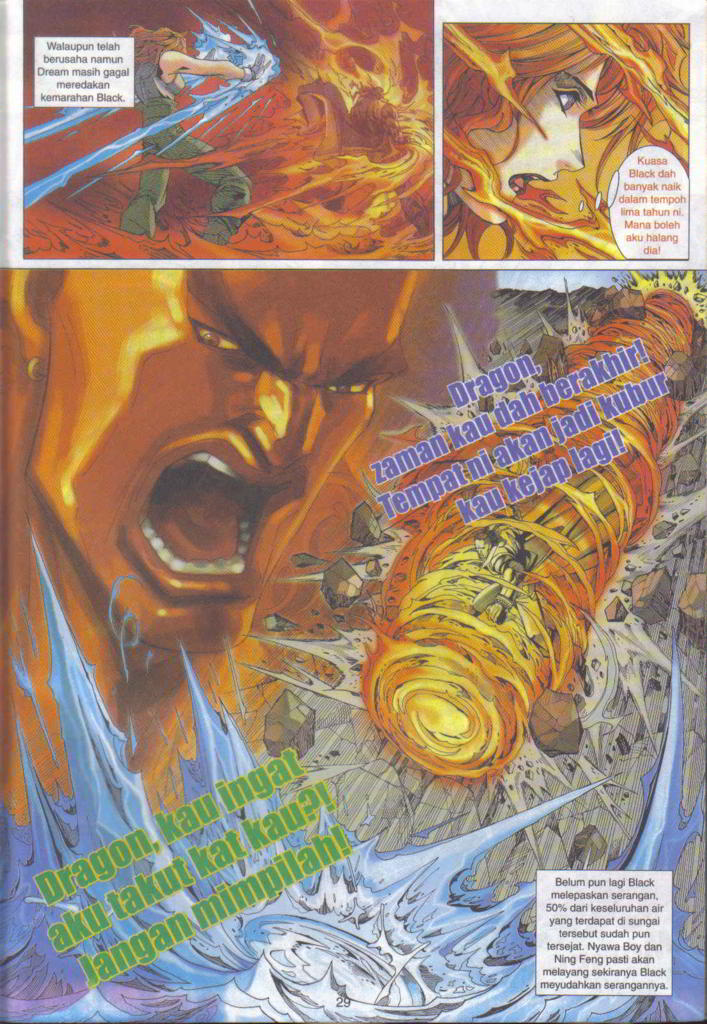 Walaupun telah
berusaha namun
Dream masih gagal
meredakan
kemarahan Black.
Kuasa
Black dah
banyak naik
dalam tempoh
lima tahun ni.
Mana boleh
aku halang
dia!
Dragon,
zaman kau dah berakhir!
Tempat ni akan jadi kubur
kau kejap lagi!
Dragon, kau ingat
aku takut kat kau?!
Jangan mimpilah!
Belum pun lagi Black
melepaskan serangan,
50% dari keseluruhan air
yang terdapat di sungai
tersebut sudah pun
tersejat. Nyawa Boy dan
Ning Feng pasti akan
melayang sekiranya Black
meyudahkan serangannya.
29